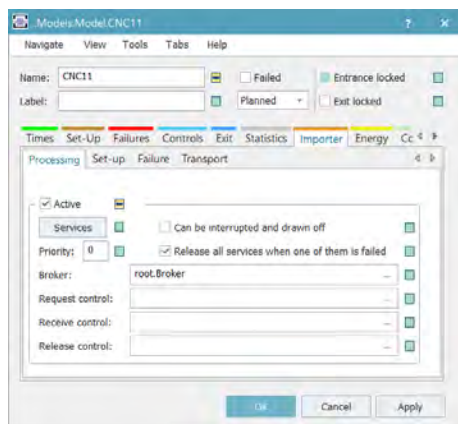 .Models.Model.CNC11 ? ×
Navigate View Tools Tabs Help
Name: CNC11 Failed Entrance locked
Label: Planned Exit locked
Times Set-Up Failures Controls Exit Statistics Importer Energy Cc
Processing Set-up Failure Transport
Active
Services Can be interrupted and drawn off
Priority: 0 Release all services when one of them is failed
Broker: root.Broker ...
Request control: ...
Receive control: ...
Release control: ...
OK Cancel Apply